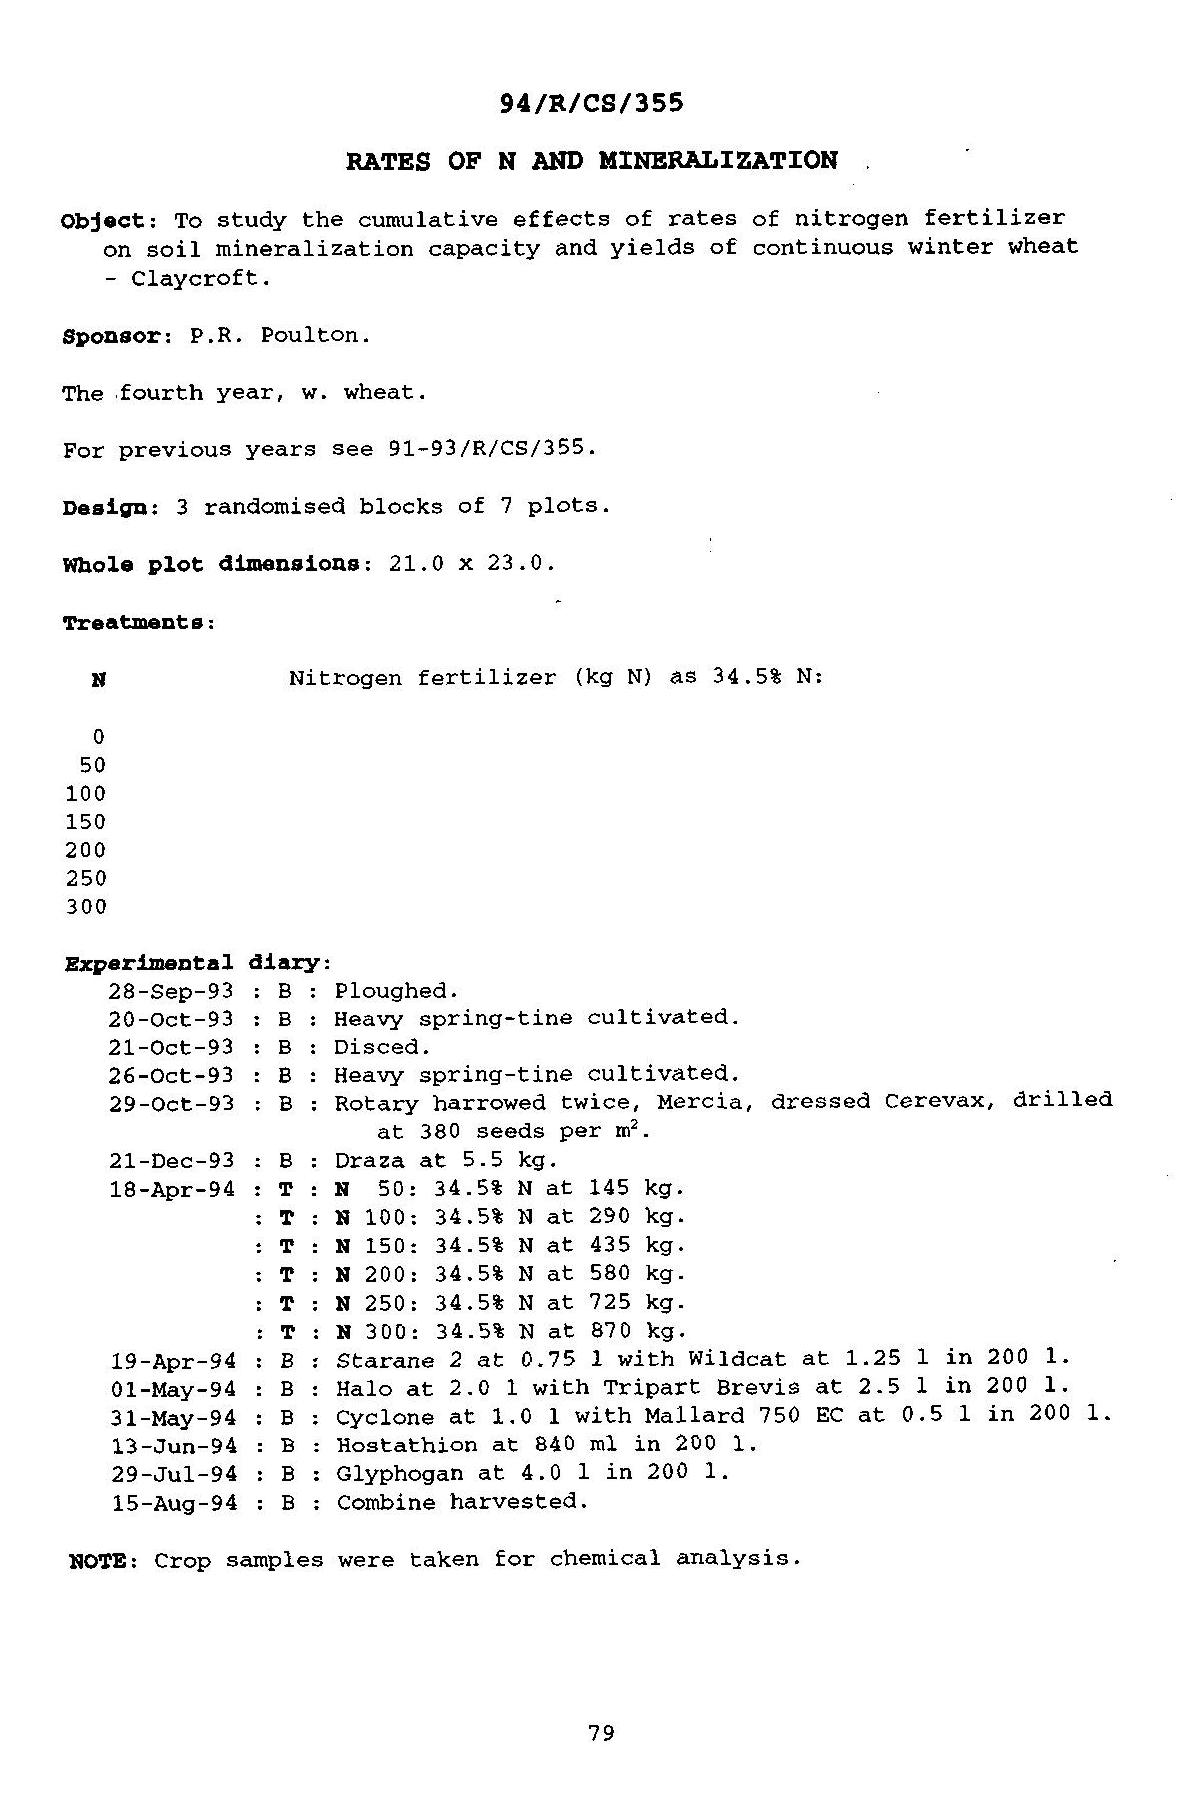 94/R/CS/355
RATES OF N AND MINERALIZATION
Object: To study the cumulative effects of rates of nitrogen fertilizer
on soil mineralization capacity and yields of continuous winter wheat
- Claycroft.
Sponsor: P.R. Poulton.
The fourth year, w. wheat.
For previous years see 91-93/R/CS/355.
Design: 3 randomised blocks of 7 plots.
Whole plot dimensions: 21.0 x 23.0.
Treatments:
N Nitrogen fertilizer (kg N) as 34.5% N:
0
50
100
150
200
250
300
Experimental diary:
28-Sep-93 : B : Ploughed.
20-Oct-93 : B : Heavy spring-tine cultivated.
21-Oct-93 : B : Disced.
26-Oct-93 : B : Heavy spring-tine cultivated.
29-Oct-93 : B : Rotary harrowed twice, Mercia, dressed Cerevax, drilled
at 380 seeds per m².
21-Dec-93 : B : Draza at 5.5 kg.
18-Apr-94 : T : N 50: 34.5% N at 145 kg.
: T : N 100: 34.5% N at 290 kg.
: T : N 150: 34.5% N at 435 kg.
: T : N 200: 34.5% N at 580 kg.
: T : N 250: 34.5% N at 725 kg.
: T : N 300: 34.5% N at 870 kg.
19-Apr-94 : B : Starane 2 at 0.75 l with Wildcat at 1.25 l in 200 l.
01-May-94 : B : Halo at 2.0 l with Tripart Brevis at 2.5 l in 200 l.
31-May-94 : B : Cyclone at 1.0 l with Mallard 750 EC at 0.5 l in 200 l.
13-Jun-94 : B : Hostathion at 840 ml in 200 l.
29-Jul-94 : B : Glyphogan at 4.0 l in 200 l.
15-Aug-94 : B : Combine harvested.
NOTE: Crop samples were taken for chemical analysis.
79